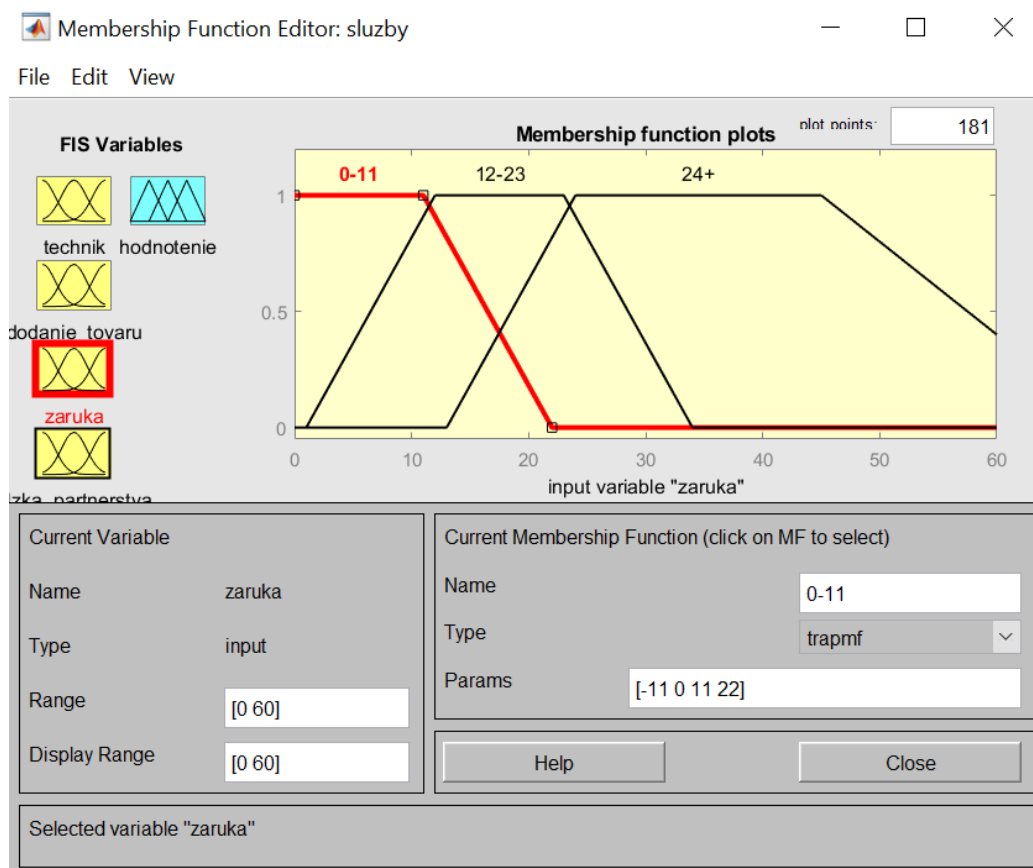 Membership Function Editor: sluzby
File Edit View
FIS Variables
technik hodnotenie
dodanie_tovaru
zaruka
Membership function plots
plot points: 181
0-11 12-23 24+
1
0.5
0
0 10 20 30 40 50 60
input variable "zaruka"
Current Variable
Name zaruka
Type input
Range [0 60]
Display Range [0 60]
Current Membership Function (click on MF to select)
Name 0-11
Type trapmf
Params [-11 0 11 22]
Help Close
Selected variable "zaruka"